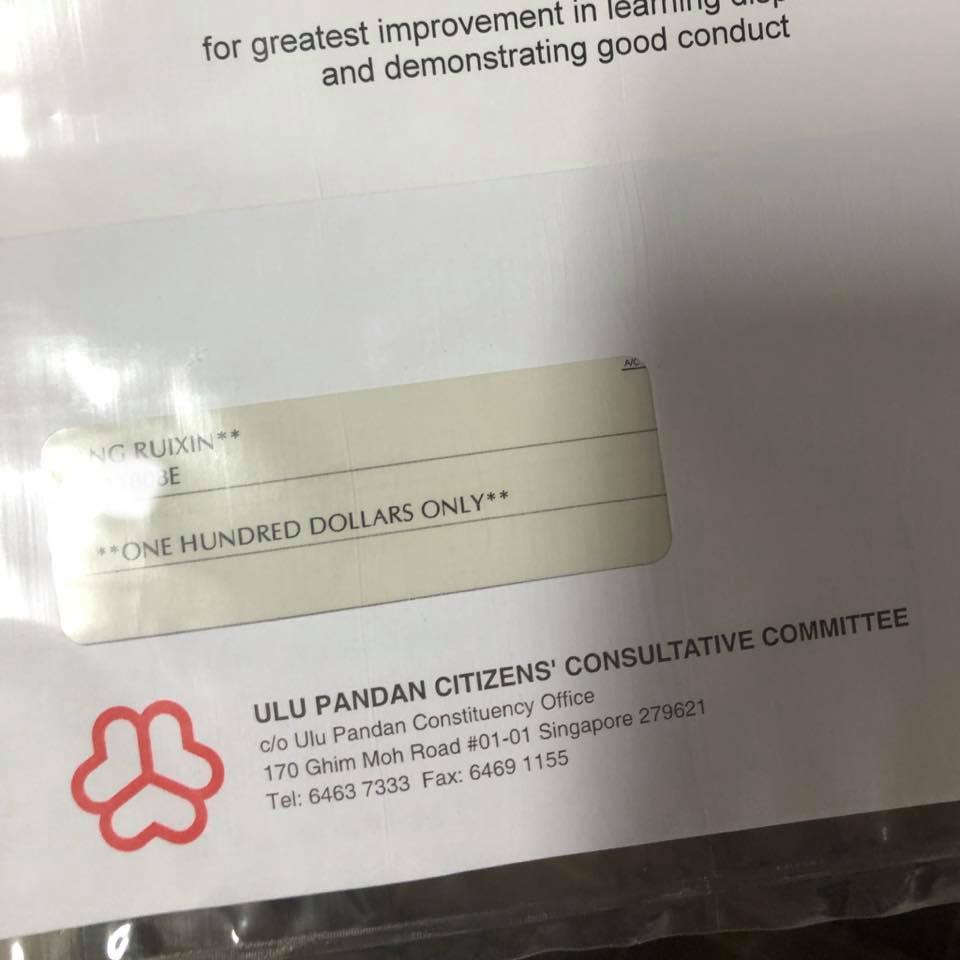 for greatest improvement in learning
and demonstrating good conduct
A/C
NG RUIXIN**
3E
**ONE HUNDRED DOLLARS ONLY**
ULU PANDAN CITIZENS' CONSULTATIVE COMMITTEE
c/o Ulu Pandan Constituency Office
170 Ghim Moh Road #01-01 Singapore 279621
Tel: 6463 7333 Fax: 6469 1155